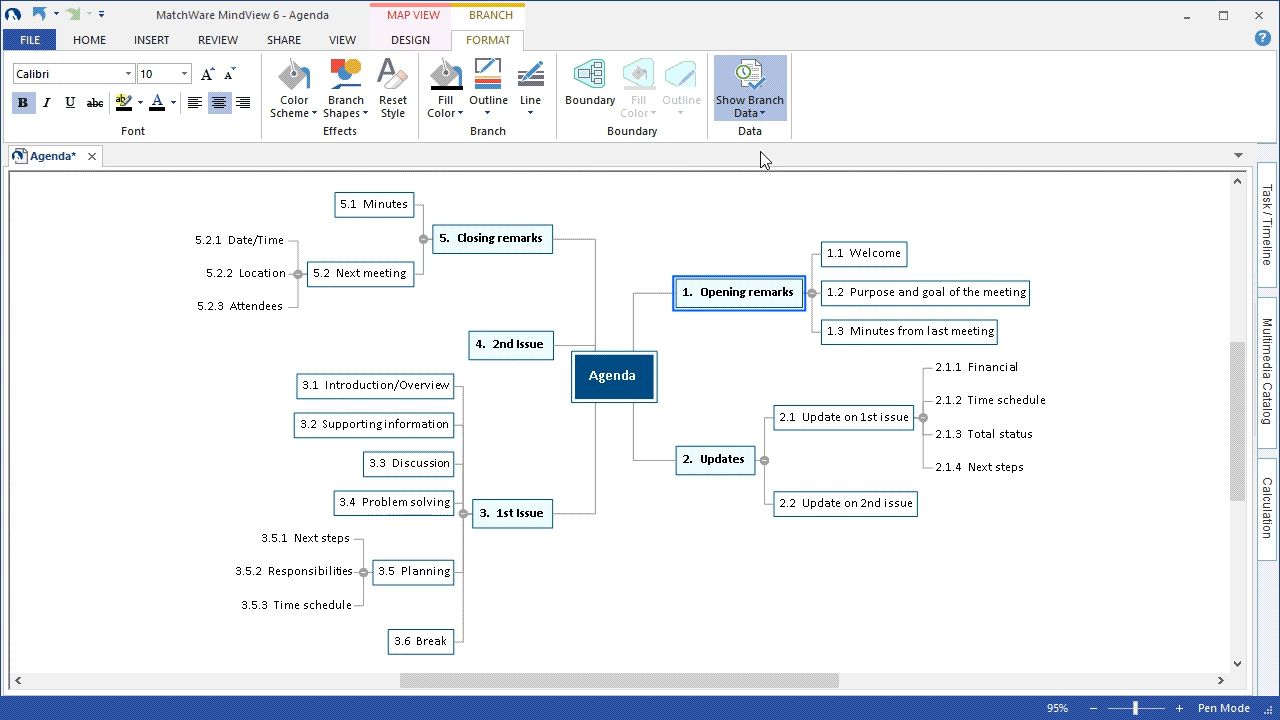 MatchWare MindView 6 - Agenda
MAP VIEW
BRANCH
FILE
HOME
INSERT
REVIEW
SHARE
VIEW
DESIGN
FORMAT
Calibri
10
B
I
U
abc
ab
A
Font
Color
Scheme
Branch
Shapes
Reset
Style
Effects
Fill
Color
Outline
Line
Branch
Boundary
Fill
Color
Outline
Boundary
Show Branch
Data
Data
Agenda*
5.1 Minutes
5.2.1 Date/Time
5. Closing remarks
5.2.2 Location
5.2 Next meeting
5.2.3 Attendees
4. 2nd Issue
Agenda
1. Opening remarks
1.1 Welcome
1.2 Purpose and goal of the meeting
1.3 Minutes from last meeting
2.1.1 Financial
2.1.2 Time schedule
2.1 Update on 1st issue
2.1.3 Total status
2.1.4 Next steps
2. Updates
2.2 Update on 2nd issue
3.1 Introduction/Overview
3.2 Supporting information
3.3 Discussion
3.4 Problem solving
3. 1st Issue
3.5.1 Next steps
3.5.2 Responsibilities
3.5 Planning
3.5.3 Time schedule
3.6 Break
Task / Timeline
Multimedia Catalog
Calculation
95%
Pen Mode